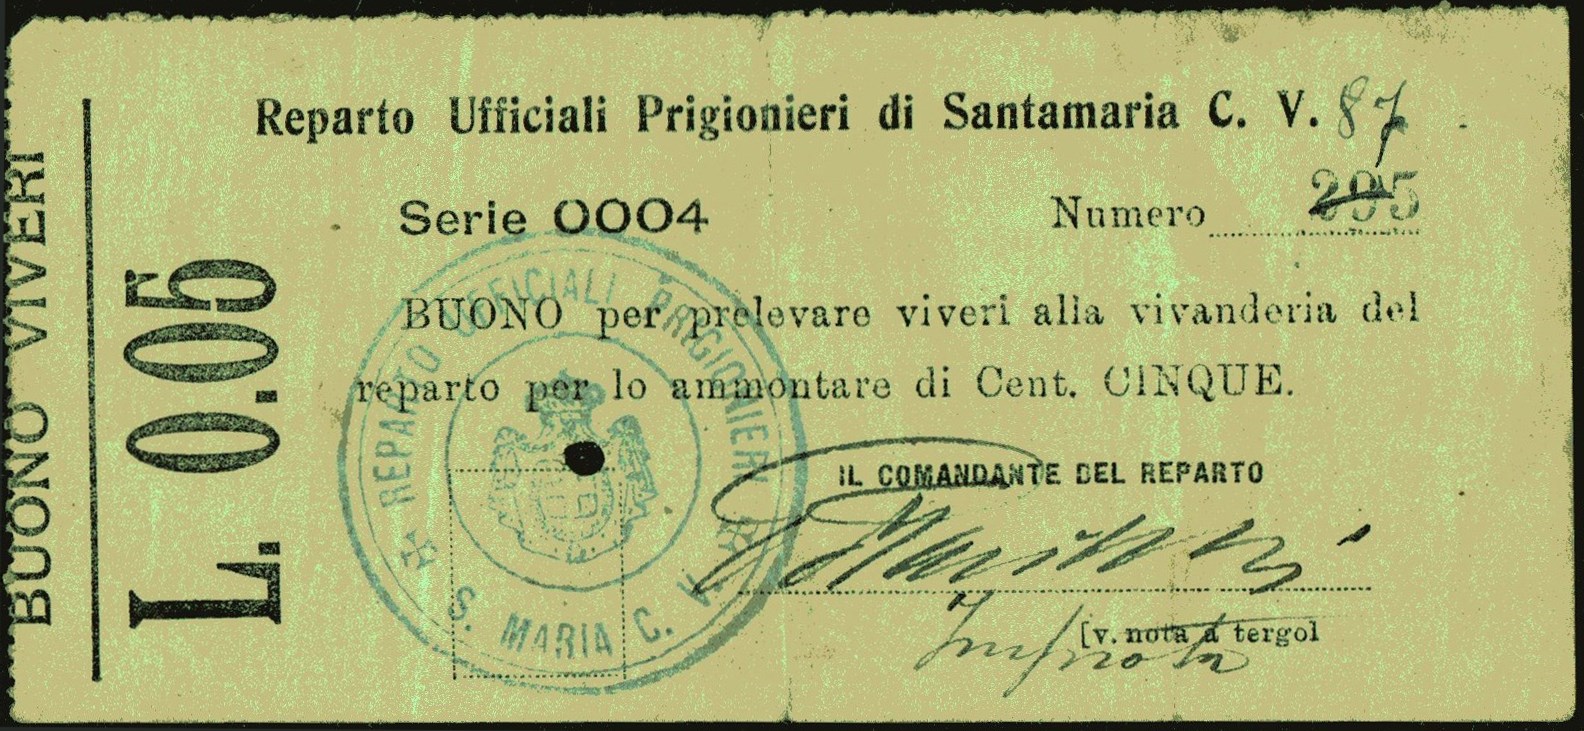 Reparto Ufficiali Prigionieri di Santamaria C. V. 87
Serie 0004
Numero 295
BUONO per prelevare viveri alla vivanderia del
reparto per lo ammontare di Cent. CINQUE.
IL COMANDANTE DEL REPARTO
[v. nota a tergo]
BUONO VIVERI
L. 0.05
REPARTO UFFICIALI PRIGIONIERI
S. MARIA C. V.